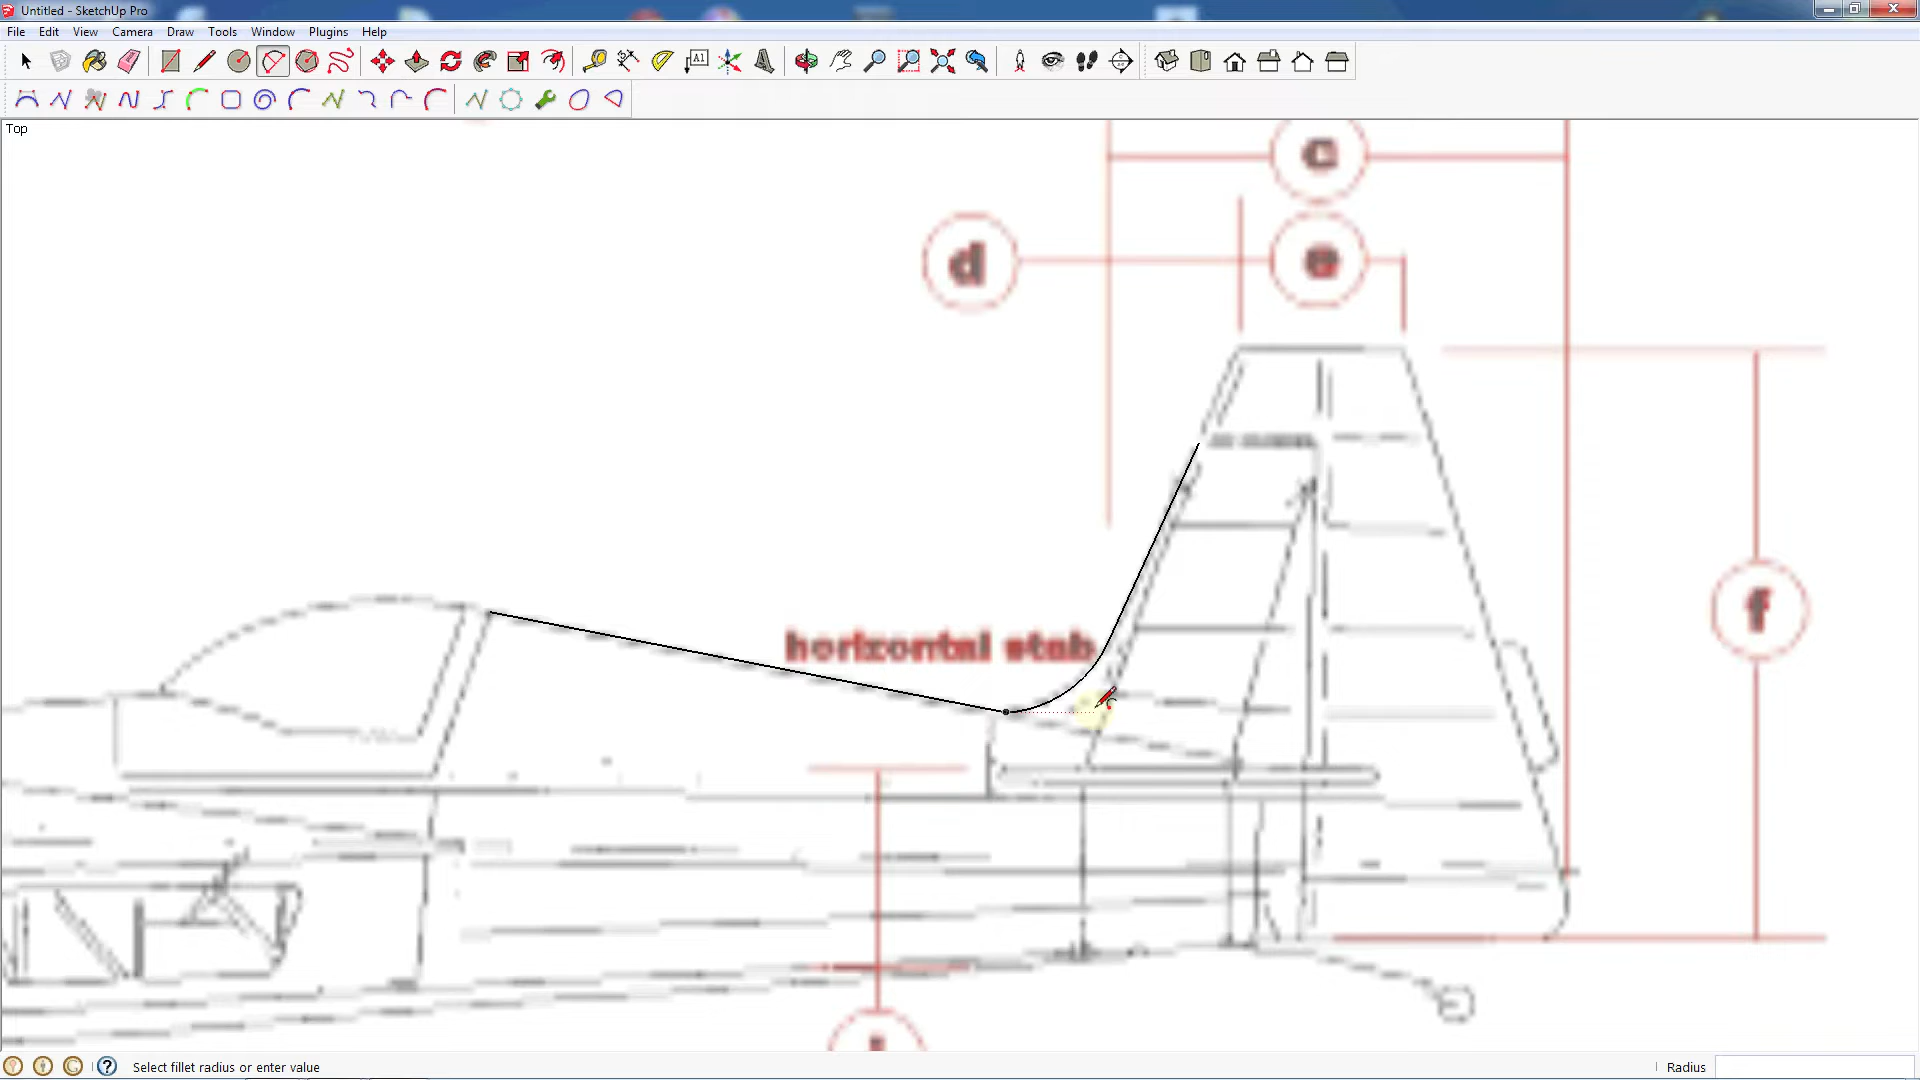 Untitled - SketchUp Pro
File Edit View Camera Draw Tools Window Plugins Help
A1
Top
c
d
e
horizontal stab
f
Select fillet radius or enter value
Radius